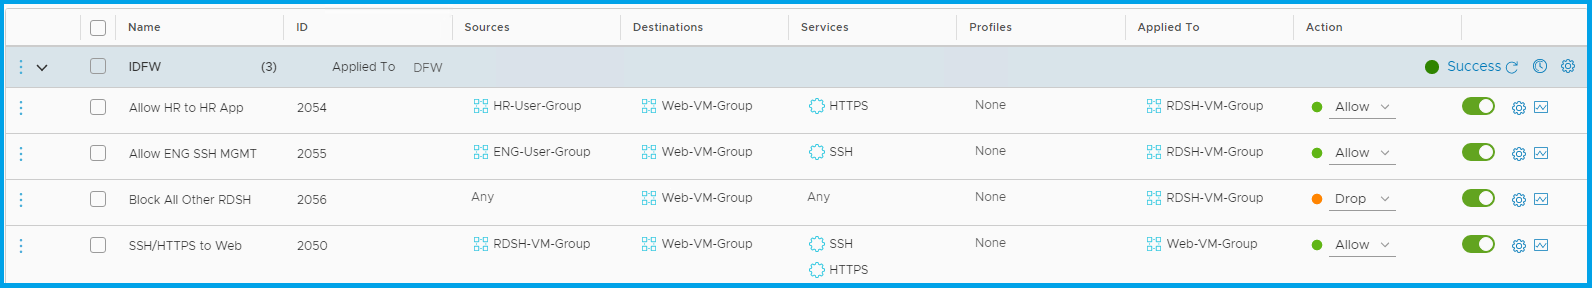 Name ID Sources Destinations Services Profiles Applied To Action
IDFW (3) Applied To DFW Success
Allow HR to HR App 2054 HR-User-Group Web-VM-Group HTTPS None RDSH-VM-Group Allow
Allow ENG SSH MGMT 2055 ENG-User-Group Web-VM-Group SSH None RDSH-VM-Group Allow
Block All Other RDSH 2056 Any Web-VM-Group Any None RDSH-VM-Group Drop
SSH/HTTPS to Web 2050 RDSH-VM-Group Web-VM-Group SSH None Web-VM-Group Allow
HTTPS